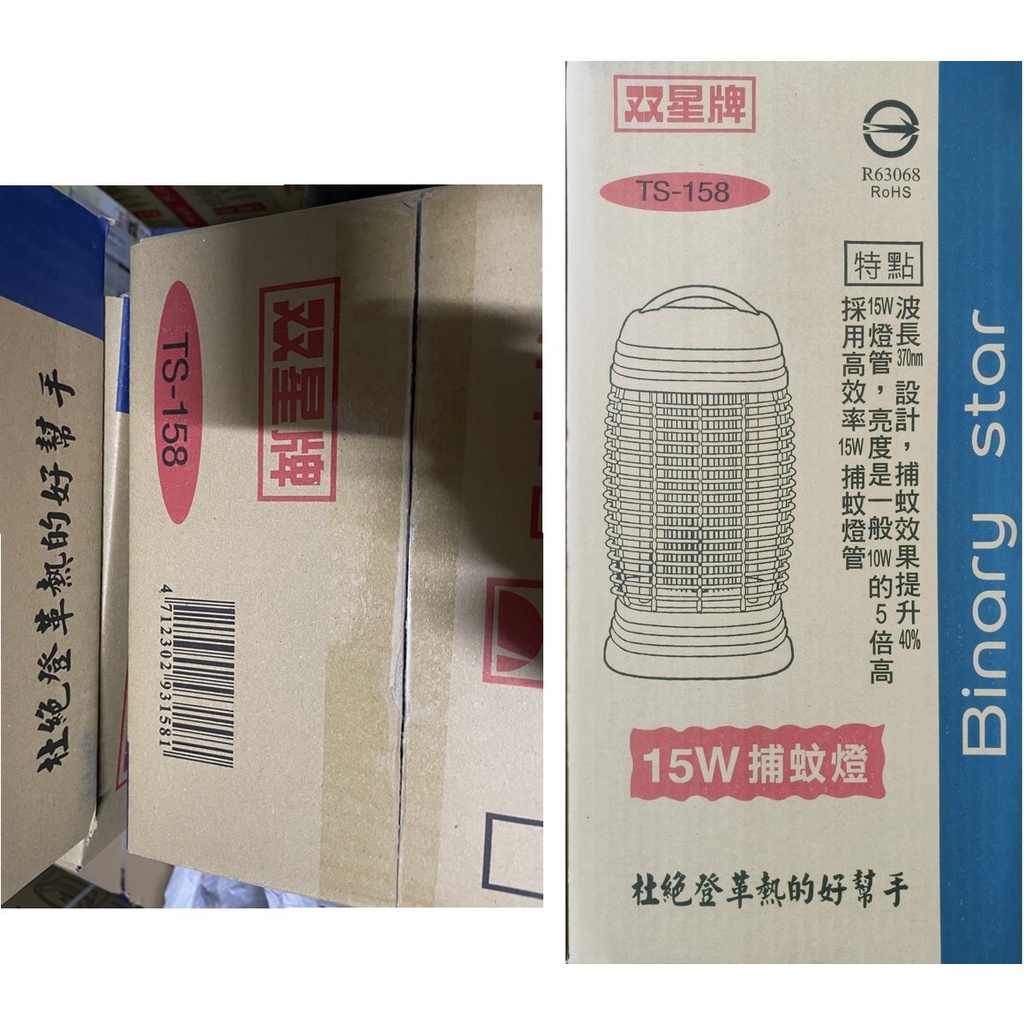 杜絕登革熱的好幫手
TS-158
双星牌
4 712302 931581
双星牌
TS-158
R63068
RoHS
特點
波長370nm設計，捕蚊效果提升40%
15W燈管，亮度是一般10W的5倍高
採用高效率15W捕蚊燈管
Binary star
15W 捕蚊燈
杜絕登革熱的好幫手